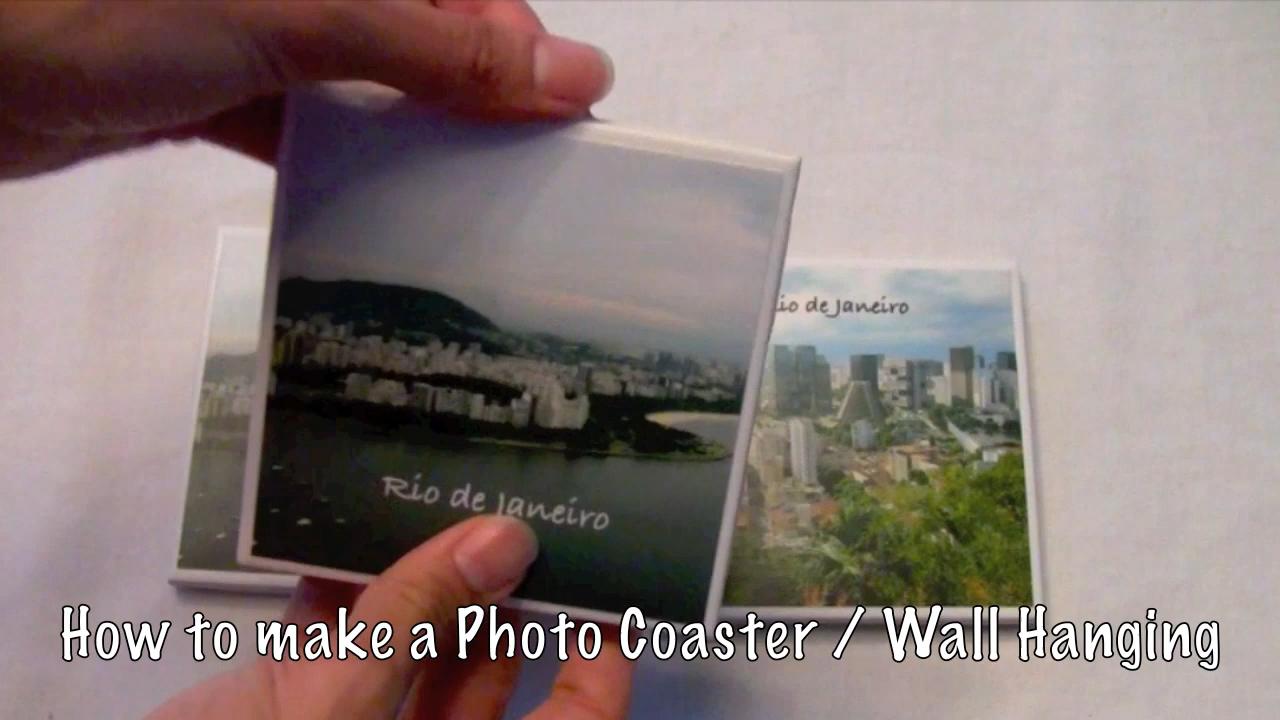 io de Janeiro
Rio de Janeiro
How to make a Photo Coaster / Wall Hanging